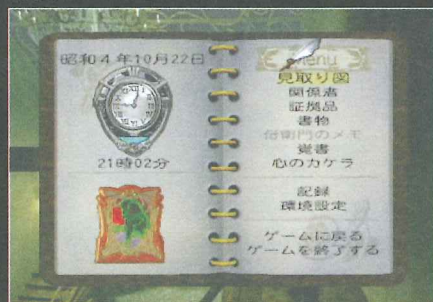 昭和4年10月22日
21時02分
Menu
見取り図
関係者
証拠品
書物
覚書
心のカケラ
記録
環境設定
ゲームに戻る
ゲームを終了する